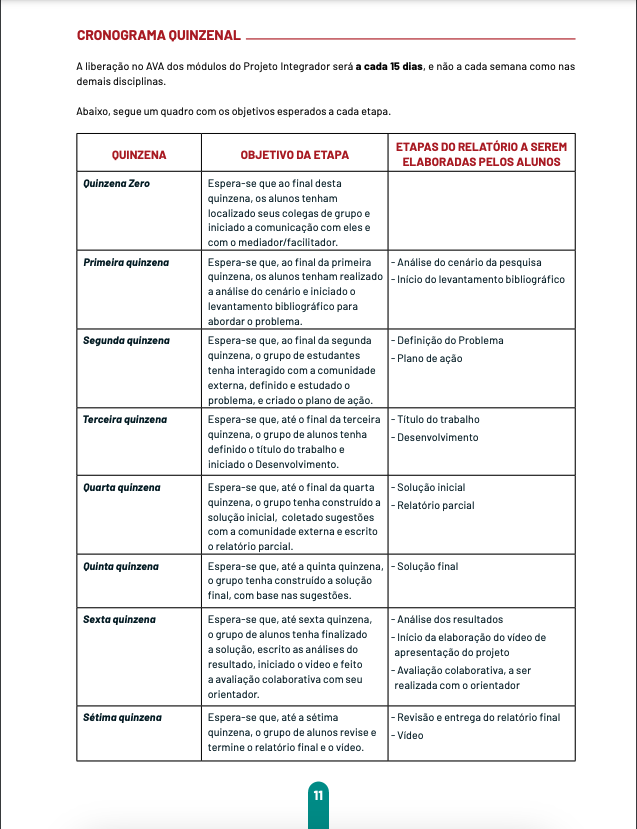 CRONOGRAMA QUINZENAL
A liberação no AVA dos módulos do Projeto Integrador será a cada 15 dias, e não a cada semana como nas
demais disciplinas.
Abaixo, segue um quadro com os objetivos esperados a cada etapa.
QUINZENA
OBJETIVO DA ETAPA
ETAPAS DO RELATÓRIO A SEREM
ELABORADAS PELOS ALUNOS
Quinzena Zero
Espera-se que ao final desta
quinzena, os alunos tenham
localizado seus colegas de grupo e
iniciado a comunicação com eles e
com o mediador/facilitador.
Primeira quinzena
Espera-se que, ao final da primeira
quinzena, os alunos tenham realizado
a análise do cenário e iniciado o
levantamento bibliográfico para
abordar o problema.
- Análise do cenário da pesquisa
- Início do levantamento bibliográfico
Segunda quinzena
Espera-se que, ao final da segunda
quinzena, o grupo de estudantes
tenha interagido com a comunidade
externa, definido e estudado o
problema, e criado o plano de ação.
- Definição do Problema
- Plano de ação
Terceira quinzena
Espera-se que, até o final da terceira
quinzena, o grupo de alunos tenha
definido o título do trabalho e
iniciado o Desenvolvimento.
- Título do trabalho
- Desenvolvimento
Quarta quinzena
Espera-se que, até o final da quarta
quinzena, o grupo tenha construído a
solução inicial, coletado sugestões
com a comunidade externa e escrito
o relatório parcial.
- Solução inicial
- Relatório parcial
Quinta quinzena
Espera-se que, até a quinta quinzena,
o grupo tenha construído a solução
final, com base nas sugestões.
- Solução final
Sexta quinzena
Espera-se que, até sexta quinzena,
o grupo de alunos tenha finalizado
a solução, escrito as análises do
resultado, iniciado o vídeo e feito
a avaliação colaborativa com seu
orientador.
- Análise dos resultados
- Início da elaboração do vídeo de
apresentação do projeto
- Avaliação colaborativa, a ser
realizada com o orientador
Sétima quinzena
Espera-se que, até a sétima
quinzena, o grupo de alunos revise e
termine o relatório final e o vídeo.
- Revisão e entrega do relatório final
- Vídeo
11